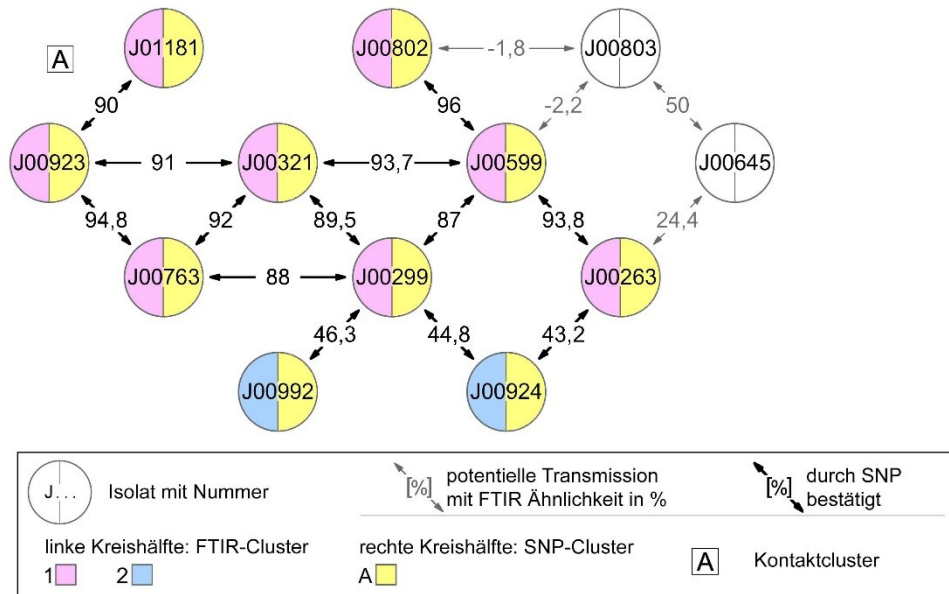 A
J01181
J00802
-1,8
J00803
90
96
-2,2
50
J00923
91
J00321
93,7
J00599
J00645
94,8
92
89,5
87
93,8
24,4
J00763
88
J00299
J00263
46,3
44,8
43,2
J00992
J00924
J...
Isolat mit Nummer
[%]
potentielle Transmission
mit FTIR Ähnlichkeit in %
[%]
durch SNP
bestätigt
linke Kreishälfte: FTIR-Cluster
1
2
rechte Kreishälfte: SNP-Cluster
A
A
Kontaktcluster